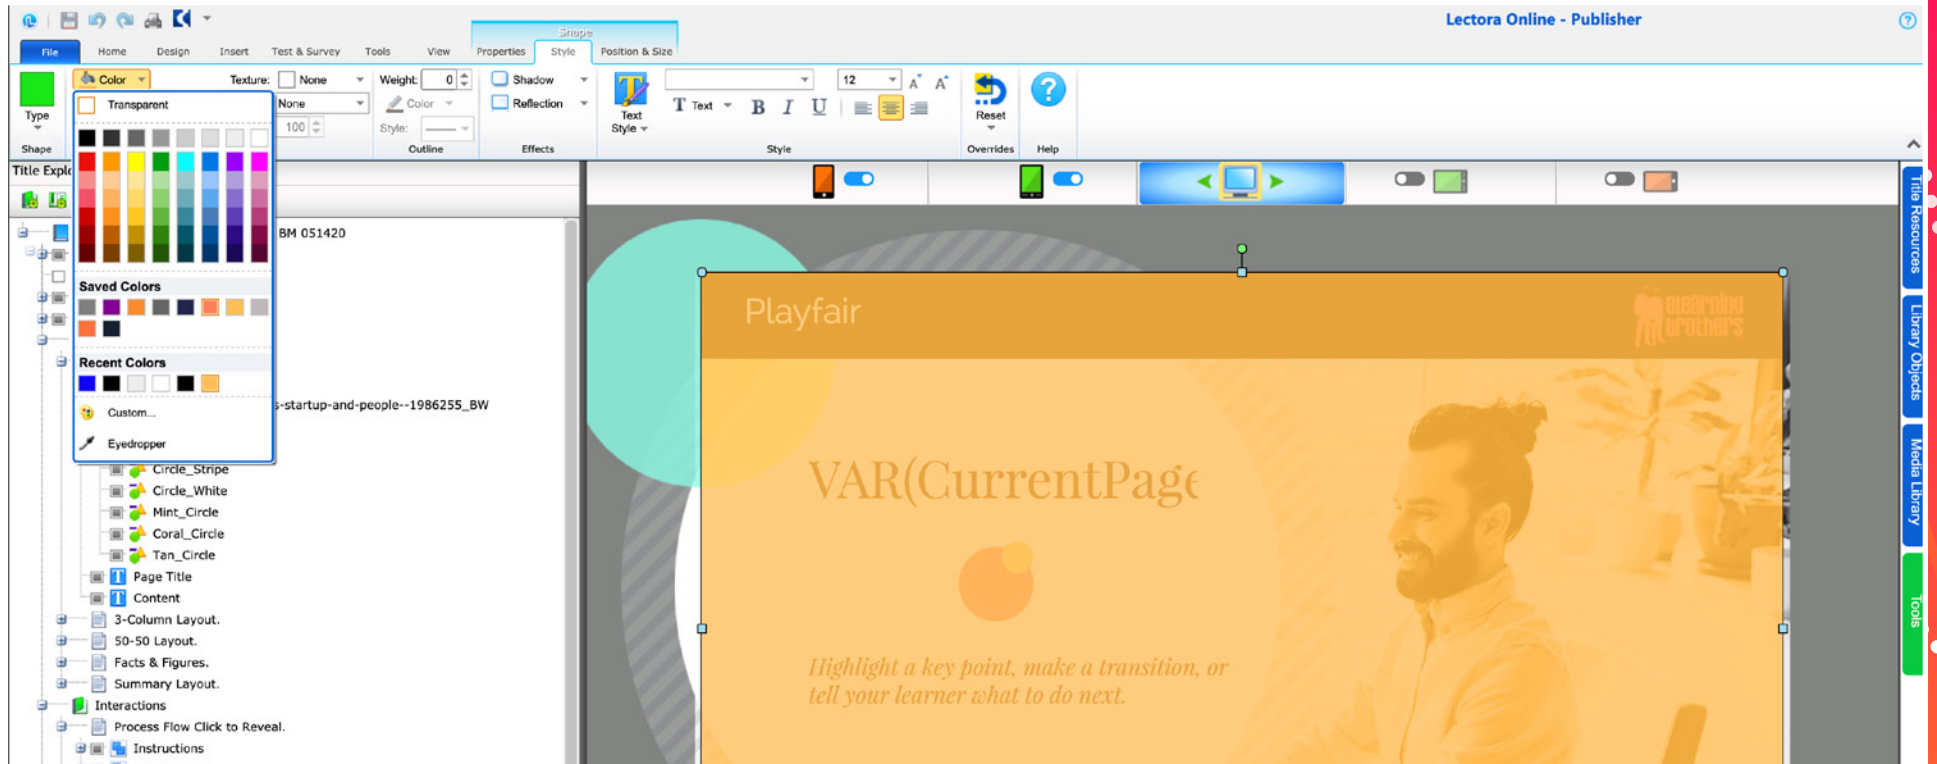 Lectora Online - Publisher
Shape
File Home Design Insert Test & Survey Tools View Properties Style Position & Size
Color Texture: None Weight: 0 Shadow 12
Transparent None Color Reflection T Text B I U
Type 100 Style: Text Style Reset
Shape Outline Effects Style Overrides Help
Title Explo
Saved Colors
Recent Colors
Custom...
Eyedropper
BM 051420
s-startup-and-people--1986255_BW
Circle_Stripe
Circle_White
Mint_Circle
Coral_Circle
Tan_Circle
Page Title
Content
3-Column Layout.
50-50 Layout.
Facts & Figures.
Summary Layout.
Interactions
Process Flow Click to Reveal.
Instructions
Playfair
eLearning
brothers
VAR(CurrentPage
Highlight a key point, make a transition, or
tell your learner what to do next.
Title Resources
Library Objects
Media Library
Tools